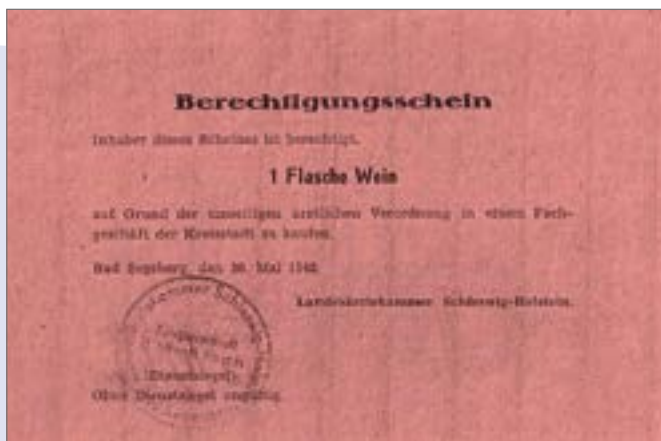 Berechtigungsschein
Inhaber dieses Scheines ist berechtigt,
1 Flasche Wein
auf Grund der umseitigen ärztlichen Verordnung in einem Fach-
geschäft der Kreisstadt zu kaufen.
Bad Segeberg, den Mai
Landesärztekammer Schleswig-Holstein.
(Dienstsiegel)
Ohne Dienstsiegel ungültig